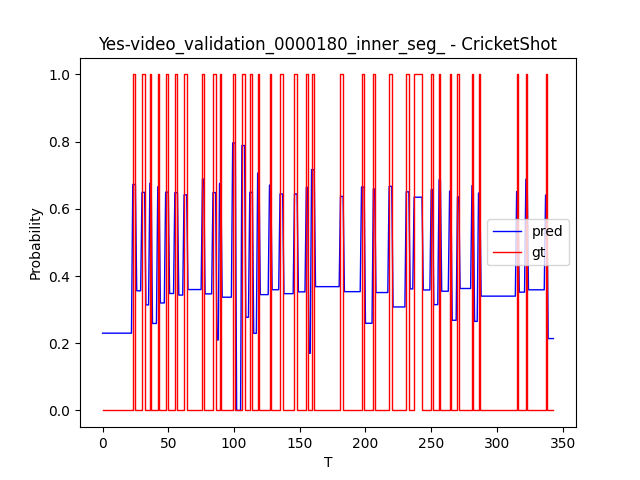 Yes-video_validation_0000180_inner_seg_ - CricketShot
1.0
0.8
0.6
0.4
0.2
0.0
Probability
pred
gt
0 50 100 150 200 250 300 350
T